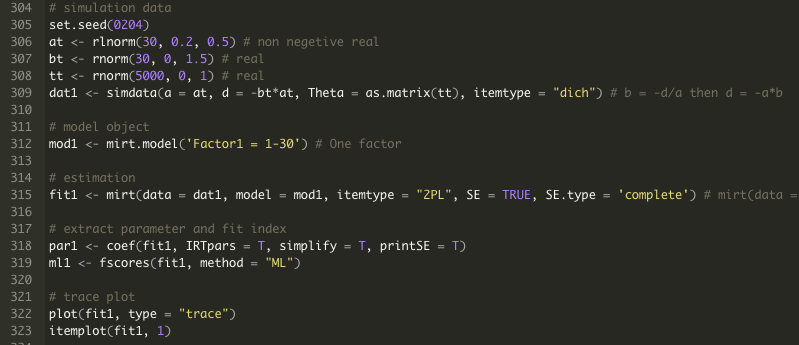 304 # simulation data
305 set.seed(0204)
306 at <- rlnorm(30, 0.2, 0.5) # non negetive real
307 bt <- rnorm(30, 0, 1.5) # real
308 tt <- rnorm(5000, 0, 1) # real
309 dat1 <- simdata(a = at, d = -bt*at, Theta = as.matrix(tt), itemtype = "dich") # b = -d/a then d = -a*b
310
311 # model object
312 mod1 <- mirt.model('Factor1 = 1-30') # One factor
313
314 # estimation
315 fit1 <- mirt(data = dat1, model = mod1, itemtype = "2PL", SE = TRUE, SE.type = 'complete') # mirt(data =
316
317 # extract parameter and fit index
318 par1 <- coef(fit1, IRTpars = T, simplify = T, printSE = T)
319 ml1 <- fscores(fit1, method = "ML")
320
321 # trace plot
322 plot(fit1, type = "trace")
323 itemplot(fit1, 1)